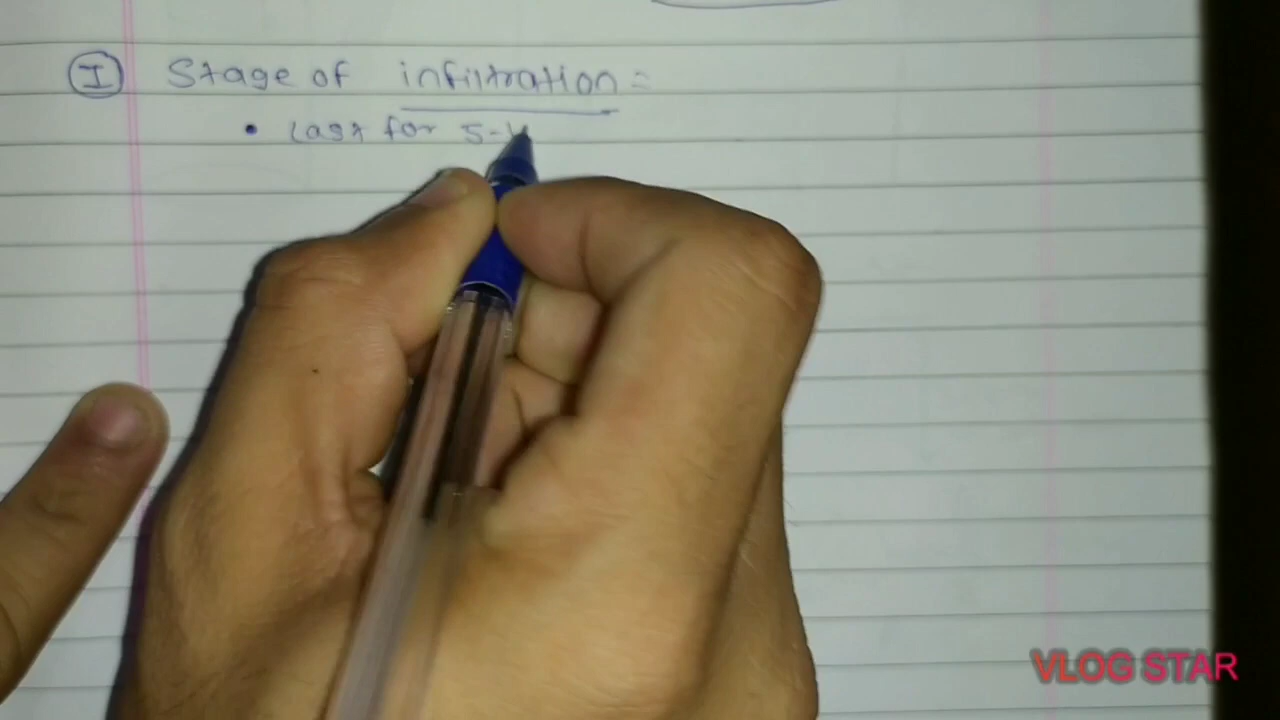 I Stage of infiltration =
• Last for 5-
VLOG STAR